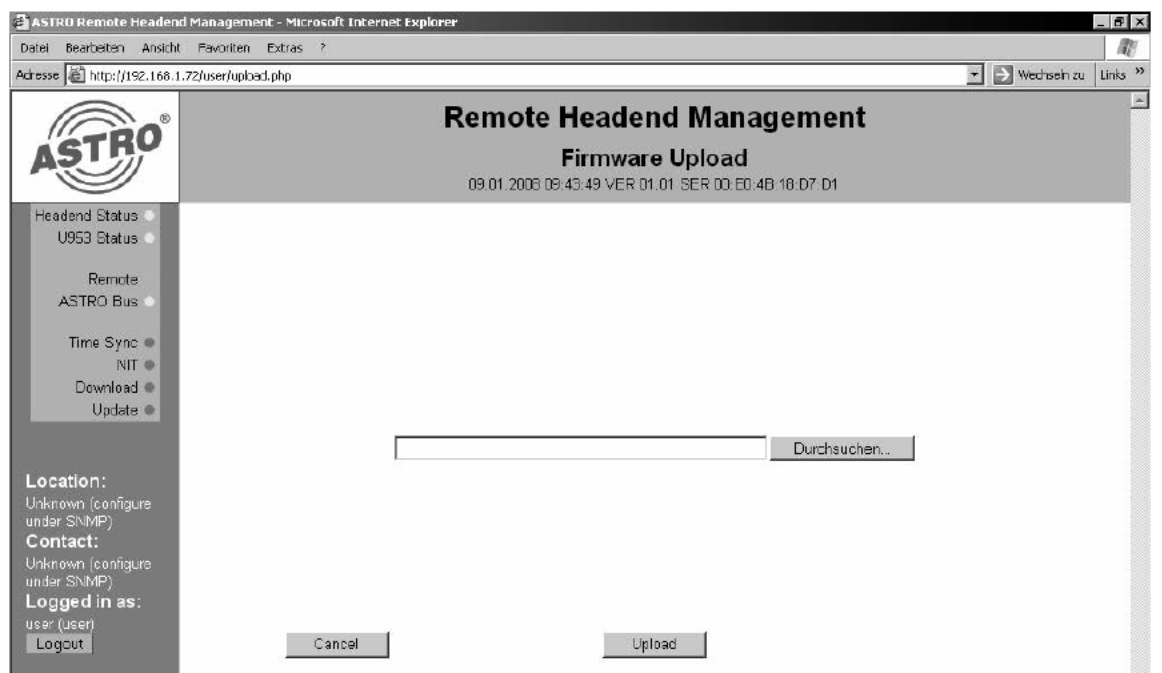 ASTRO Remote Headend Management - Microsoft Internet Explorer
Datei Bearbeiten Ansicht Favoriten Extras ?
Adresse http://192.168.1.72/user/upload.php Wechseln zu Links »
ASTRO®
Remote Headend Management
Firmware Upload
09.01.2008 09:43:49 VER 01.01 SER 00:E0:4B:18:D7:D1
Headend Status
U953 Status
Remote
ASTRO Bus
Time Sync
NIT
Download
Update
Durchsuchen...
Location:
Unknown (configure
under SNMP)
Contact:
Unknown (configure
under SNMP)
Logged in as:
user (user)
Logout
Cancel
Upload